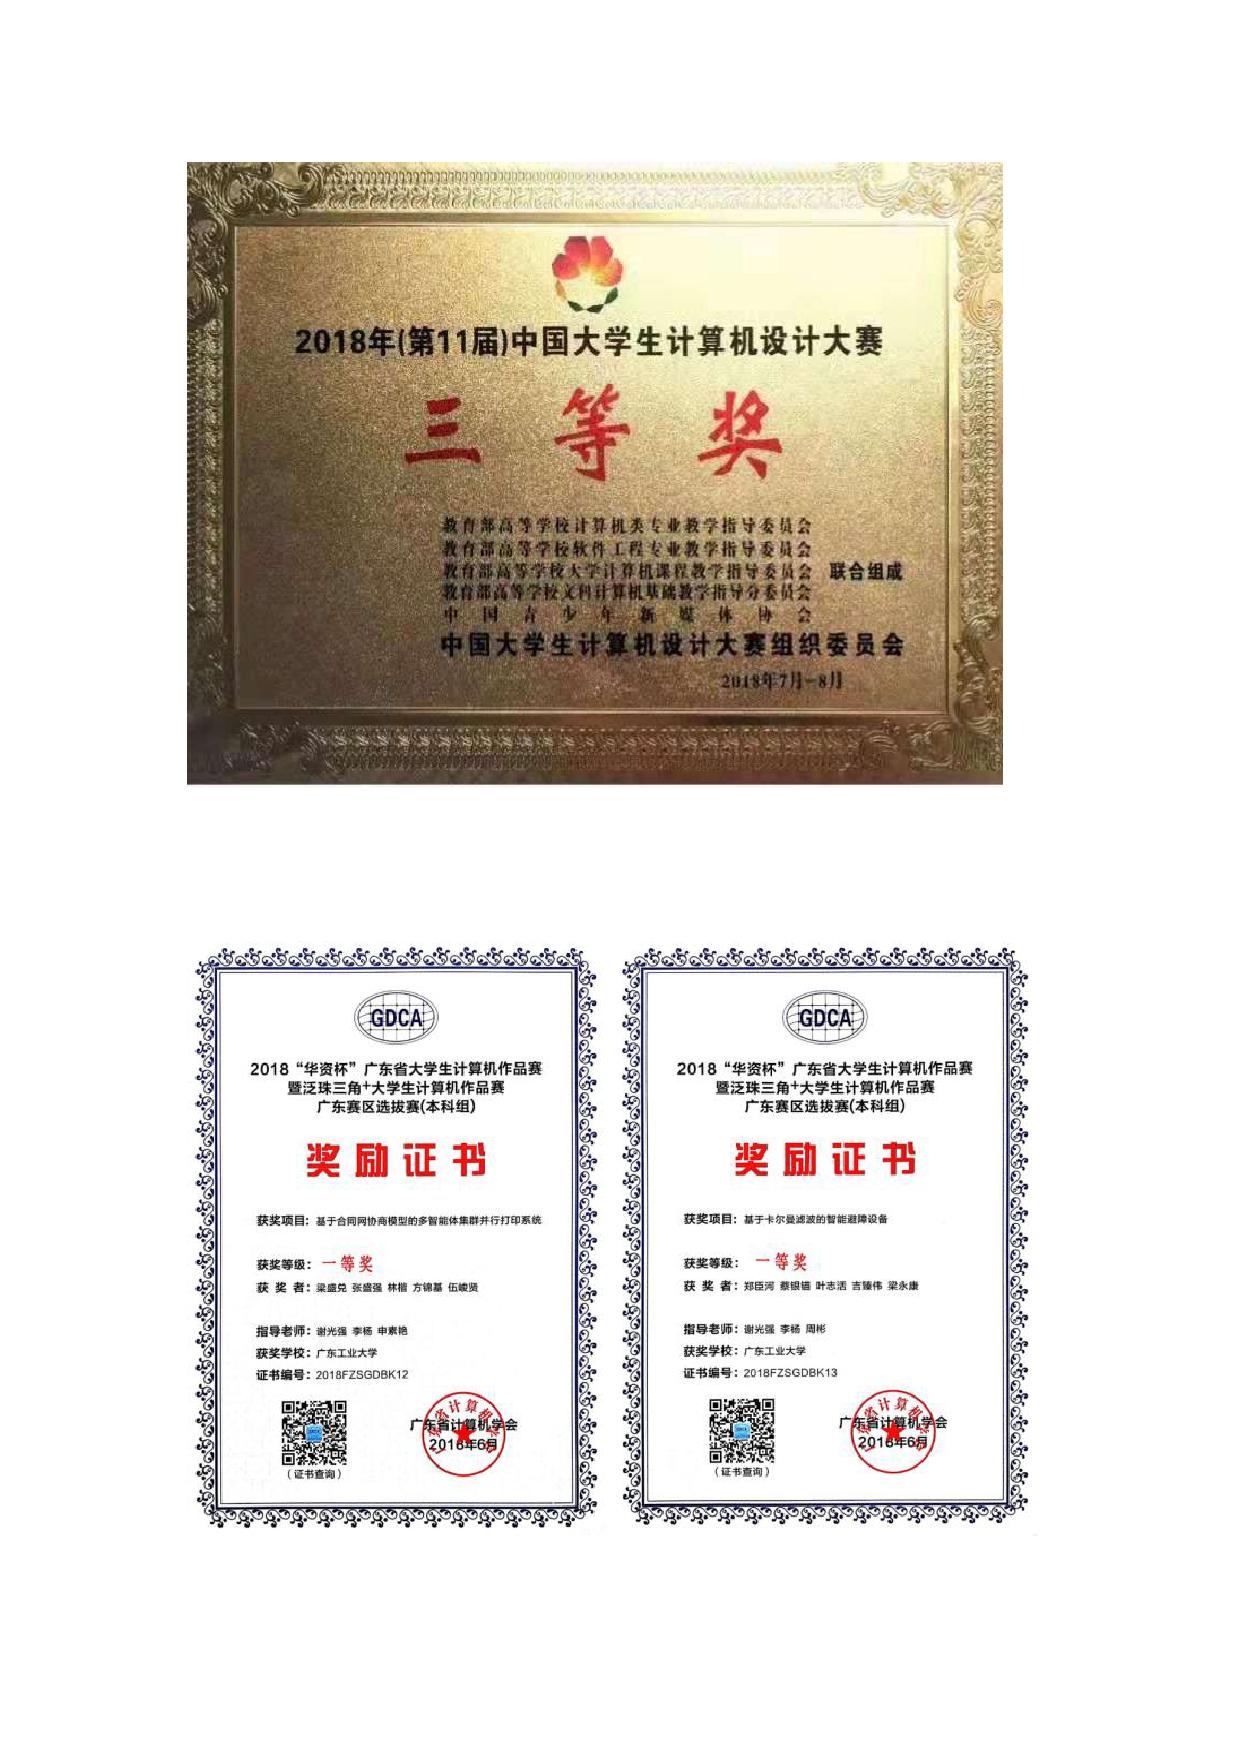 2018年(第11届)中国大学生计算机设计大赛
三等奖
教育部高等学校计算机类专业教学指导委员会
教育部高等学校软件工程专业教学指导委员会
教育部高等学校大学计算机课程教学指导委员会 联合组成
教育部高等学校文科计算机基础教学指导分委员会
中国青少年新媒体协会
中国大学生计算机设计大赛组织委员会
2018年7月-8月
GDCA
2018“华资杯”广东省大学生计算机作品赛
暨泛珠三角+大学生计算机作品赛
广东赛区选拔赛(本科组)
奖励证书
获奖项目：基于合同网协商模型的多智能体集群并行打印系统
获奖等级：一等奖
获奖者：梁盛兑 张盛强 林楷 方锦基 伍峻贤
指导老师：谢光强 李杨 申素艳
获奖学校：广东工业大学
证书编号：2018FZSGDBK12
广东省计算机学会
2018年6月
（证书查询）
GDCA
2018“华资杯”广东省大学生计算机作品赛
暨泛珠三角+大学生计算机作品赛
广东赛区选拔赛(本科组)
奖励证书
获奖项目：基于卡尔曼滤波的智能避障设备
获奖等级：一等奖
获奖者：郑臣河 蔡银镇 叶志活 吉臻伟 梁永康
指导老师：谢光强 李杨 周彬
获奖学校：广东工业大学
证书编号：2018FZSGDBK13
广东省计算机学会
2018年6月
（证书查询）